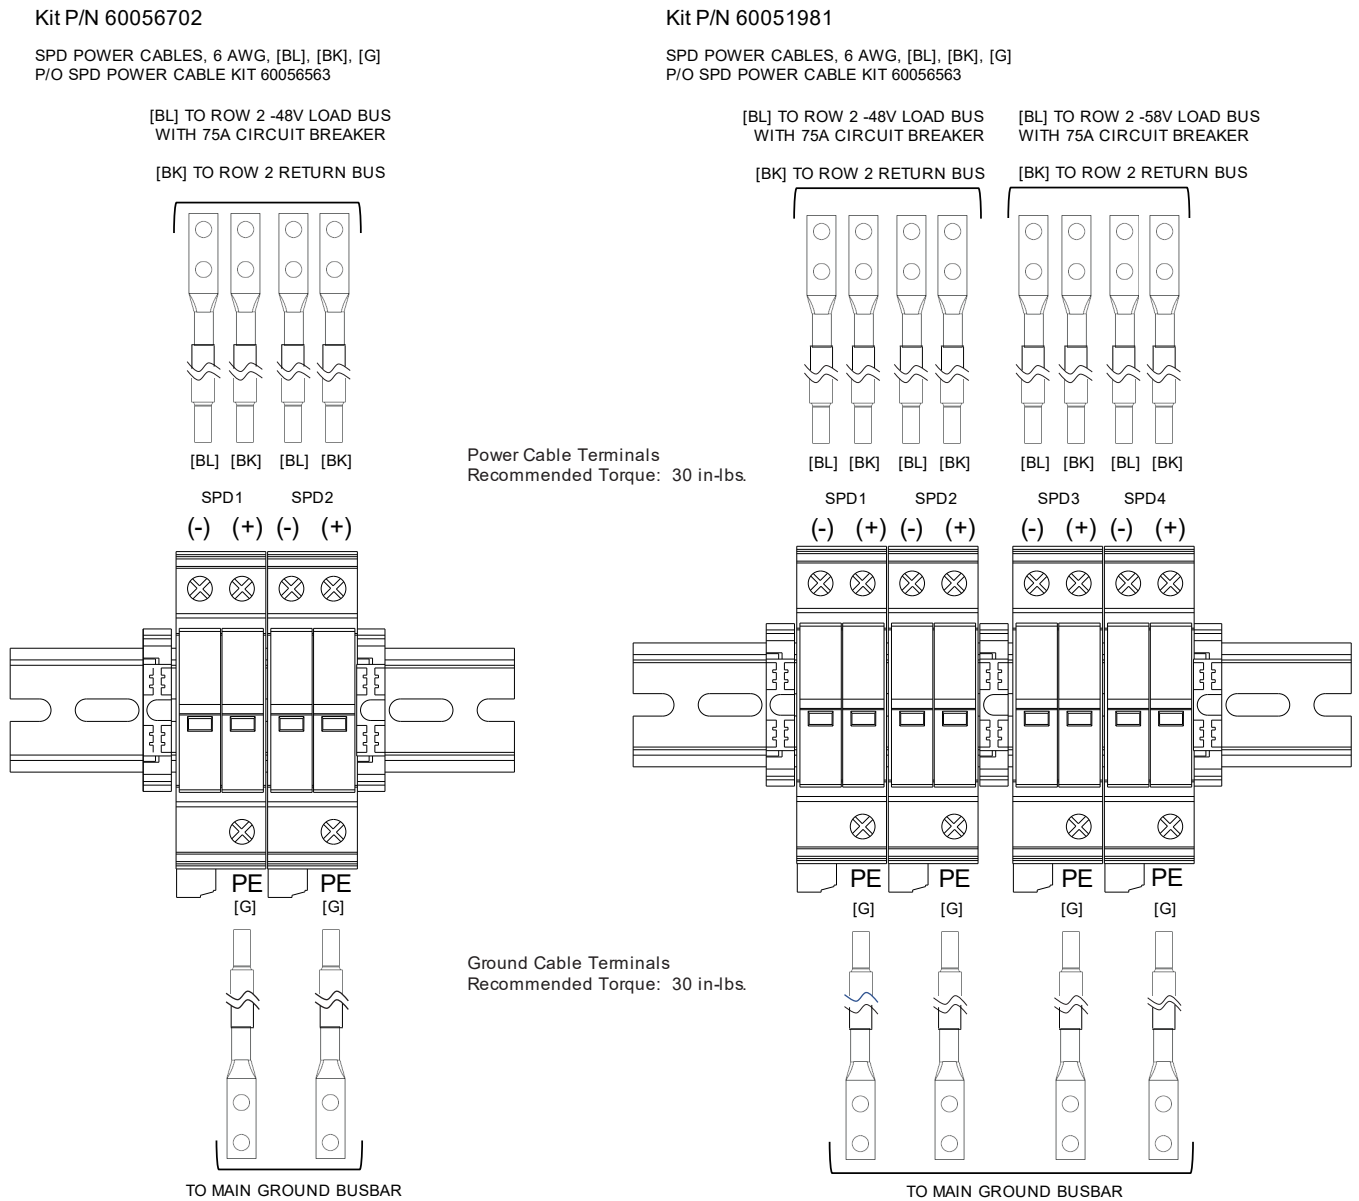 Kit P/N 60056702
SPD POWER CABLES, 6 AWG, [BL], [BK], [G]
P/O SPD POWER CABLE KIT 60056563
[BL] TO ROW 2 -48V LOAD BUS
WITH 75A CIRCUIT BREAKER
[BK] TO ROW 2 RETURN BUS
[BL] [BK] [BL] [BK]
SPD1 SPD2
(-) (+) (-) (+)
PE PE
[G] [G]
TO MAIN GROUND BUSBAR
Power Cable Terminals
Recommended Torque: 30 in-lbs.
Ground Cable Terminals
Recommended Torque: 30 in-lbs.
Kit P/N 60051981
SPD POWER CABLES, 6 AWG, [BL], [BK], [G]
P/O SPD POWER CABLE KIT 60056563
[BL] TO ROW 2 -48V LOAD BUS
WITH 75A CIRCUIT BREAKER
[BK] TO ROW 2 RETURN BUS
[BL] TO ROW 2 -58V LOAD BUS
WITH 75A CIRCUIT BREAKER
[BK] TO ROW 2 RETURN BUS
[BL] [BK] [BL] [BK] [BL] [BK] [BL] [BK]
SPD1 SPD2 SPD3 SPD4
(-) (+) (-) (+) (-) (+) (-) (+)
PE PE PE PE
[G] [G] [G] [G]
TO MAIN GROUND BUSBAR